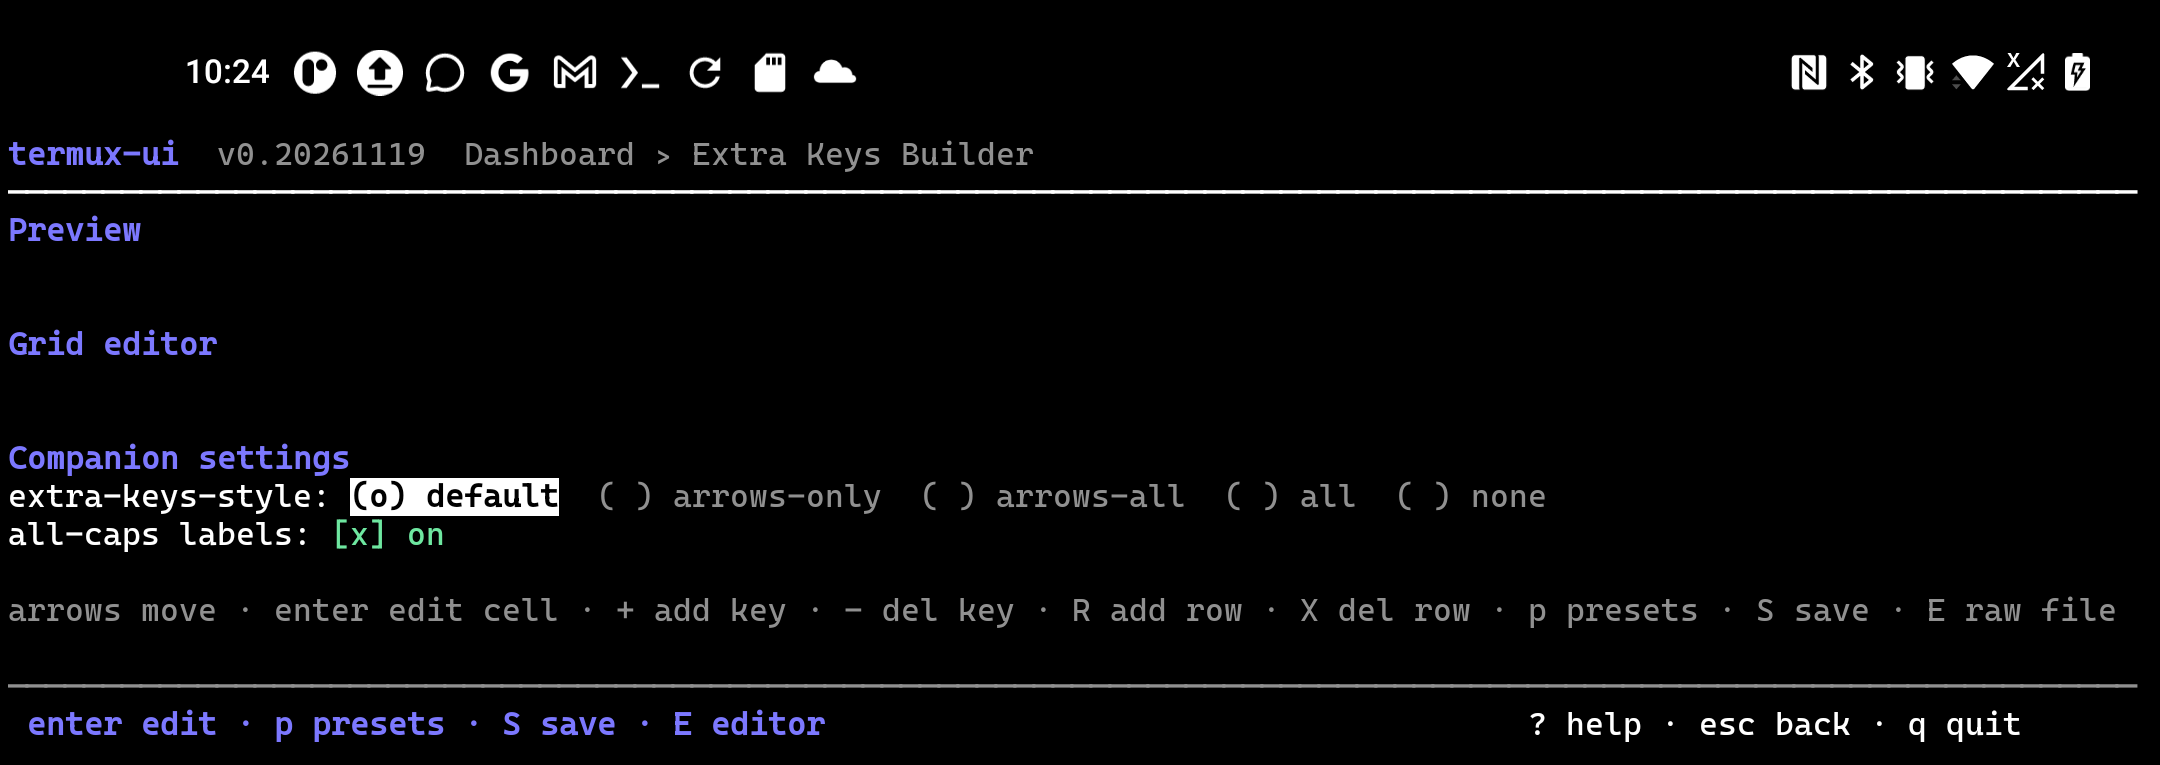 10:24
termux-ui  v0.20261119  Dashboard > Extra Keys Builder
Preview
Grid editor
Companion settings
extra-keys-style: (o) default  ( ) arrows-only  ( ) arrows-all  ( ) all  ( ) none
all-caps labels: [x] on
arrows move · enter edit cell · + add key · - del key · R add row · X del row · p presets · S save · E raw file
enter edit · p presets · S save · E editor  ? help · esc back · q quit